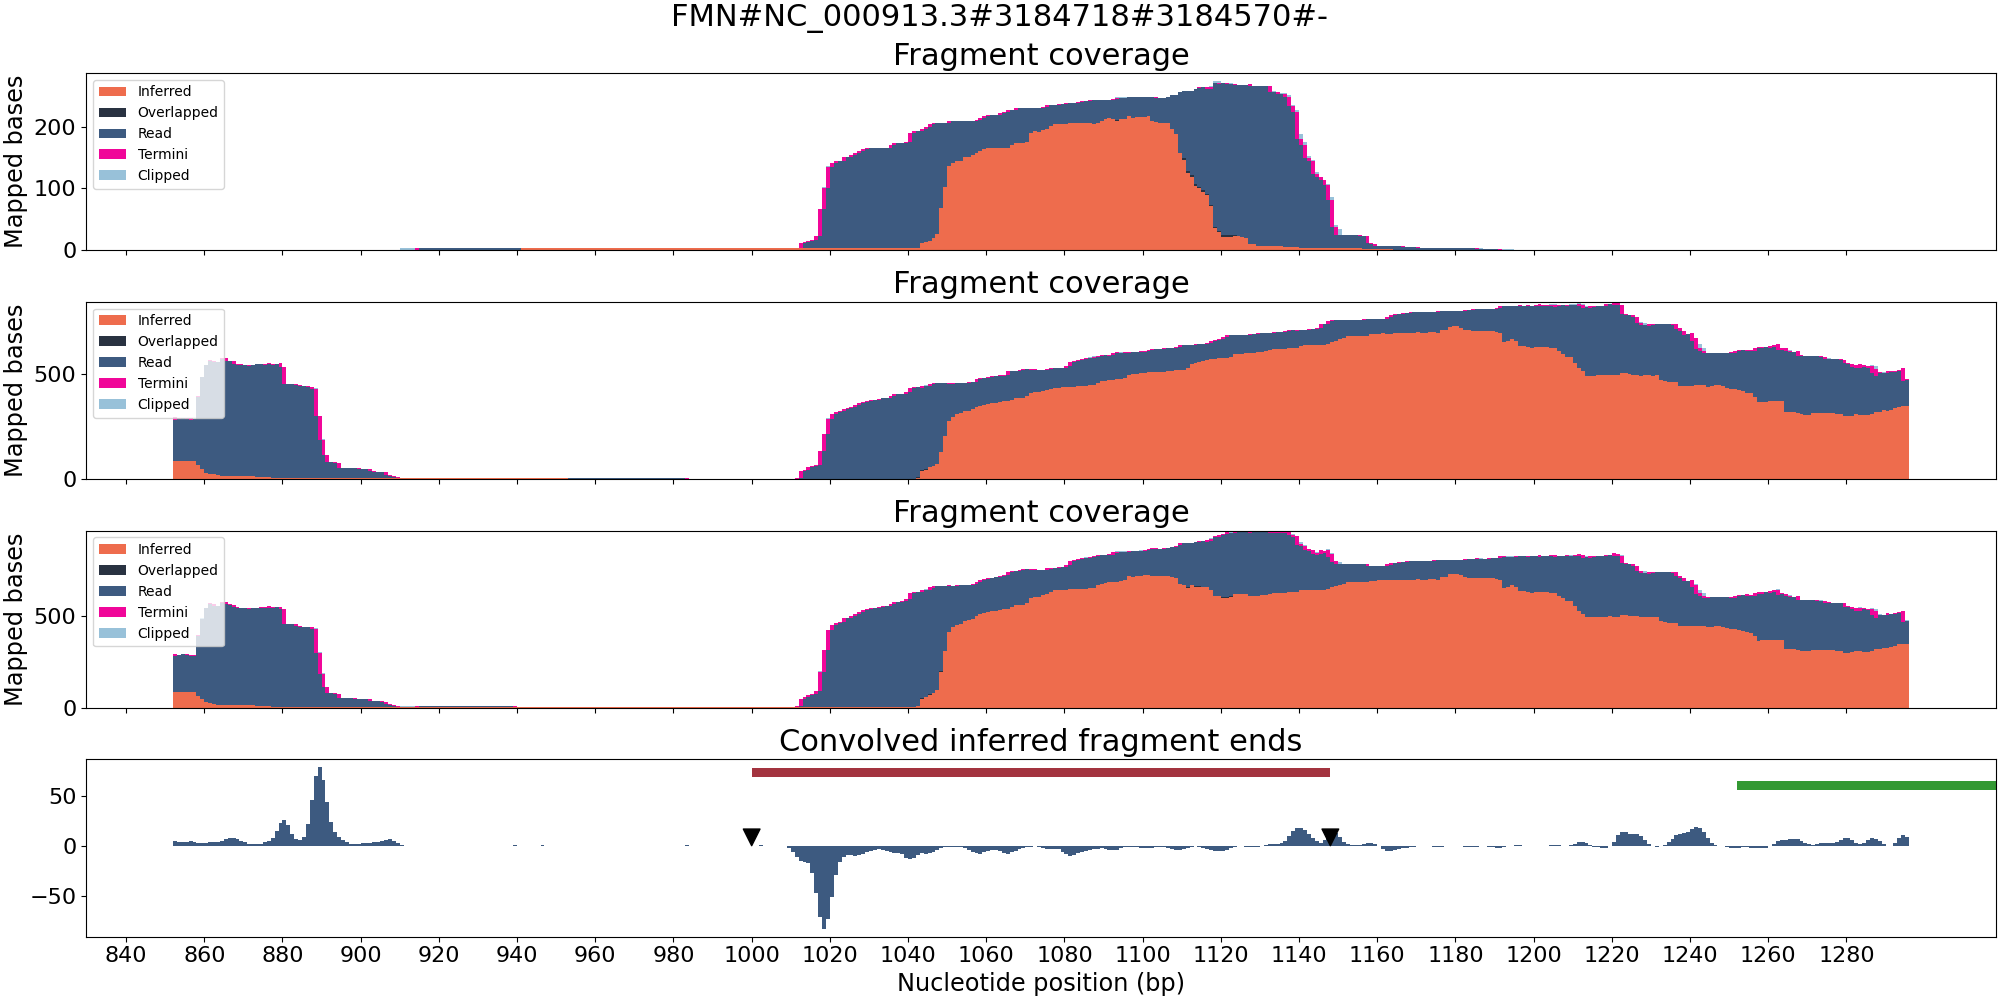 FMN#NC_000913.3#3184718#3184570#-
Fragment coverage
Mapped bases
200
100
0
Inferred
Overlapped
Read
Termini
Clipped
Fragment coverage
Mapped bases
500
0
Inferred
Overlapped
Read
Termini
Clipped
Fragment coverage
Mapped bases
500
0
Inferred
Overlapped
Read
Termini
Clipped
Convolved inferred fragment ends
50
0
−50
840 860 880 900 920 940 960 980 1000 1020 1040 1060 1080 1100 1120 1140 1160 1180 1200 1220 1240 1260 1280
Nucleotide position (bp)